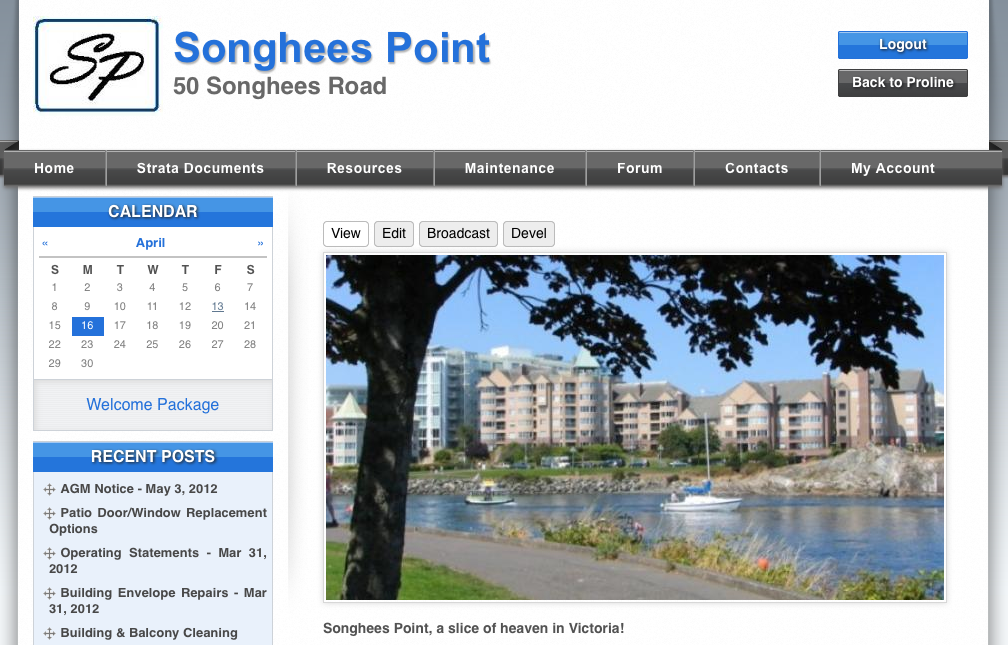 SP
Songhees Point
50 Songhees Road
Logout
Back to Proline
Home Strata Documents Resources Maintenance Forum Contacts My Account
CALENDAR
« April »
S M T W T F S
1 2 3 4 5 6 7
8 9 10 11 12 13 14
15 16 17 18 19 20 21
22 23 24 25 26 27 28
29 30
Welcome Package
RECENT POSTS
AGM Notice - May 3, 2012
Patio Door/Window Replacement
Options
Operating Statements - Mar 31,
2012
Building Envelope Repairs - Mar
31, 2012
Building & Balcony Cleaning
View Edit Broadcast Devel
Songhees Point, a slice of heaven in Victoria!